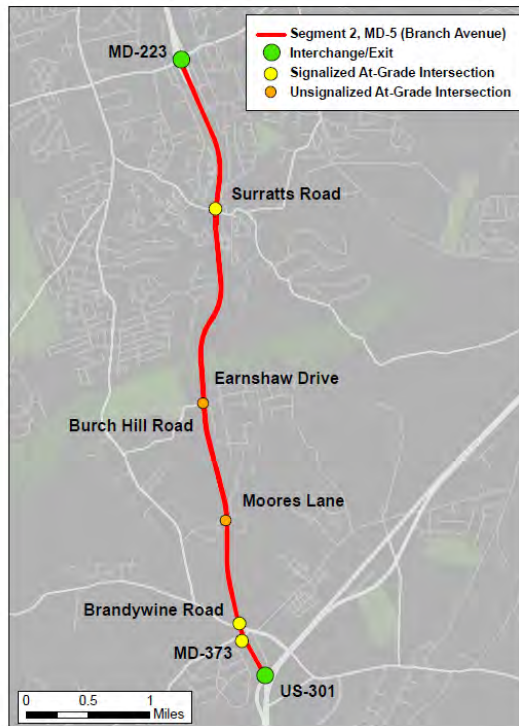 Segment 2, MD-5 (Branch Avenue)
Interchange/Exit
Signalized At-Grade Intersection
Unsignalized At-Grade Intersection
MD-223
Surratts Road
Earnshaw Drive
Burch Hill Road
Moores Lane
Brandywine Road
MD-373
US-301
0 0.5 1
Miles